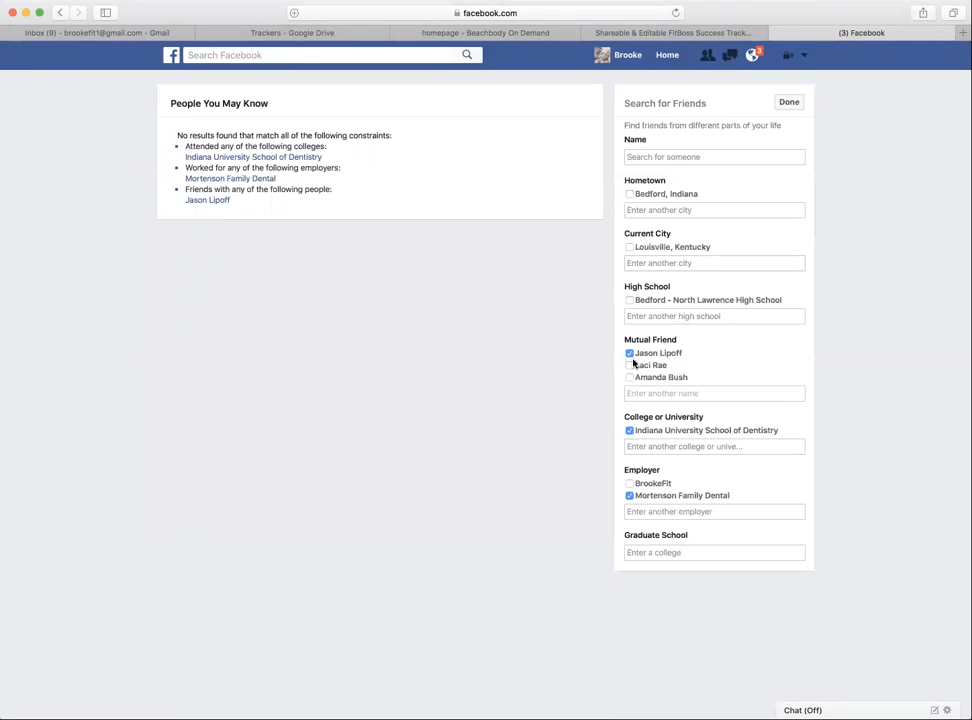 facebook.com
Inbox (9) - brookefit1@gmail.com - Gmail
Trackers - Google Drive
homepage - Beachbody On Demand
Shareable & Editable FitBoss Success Track...
(3) Facebook
Search Facebook
Brooke
Home
3
People You May Know
No results found that match all of the following constraints:
Attended any of the following colleges:
Indiana University School of Dentistry
Worked for any of the following employers:
Mortenson Family Dental
Friends with any of the following people:
Jason Lipoff
Search for Friends
Done
Find friends from different parts of your life
Name
Search for someone
Hometown
Bedford, Indiana
Enter another city
Current City
Louisville, Kentucky
Enter another city
High School
Bedford - North Lawrence High School
Enter another high school
Mutual Friend
Jason Lipoff
Rae
Amanda Bush
Enter another name
College or University
Indiana University School of Dentistry
Enter another college or unive...
Employer
BrookeFit
Mortenson Family Dental
Enter another employer
Graduate School
Enter a college
Chat (Off)